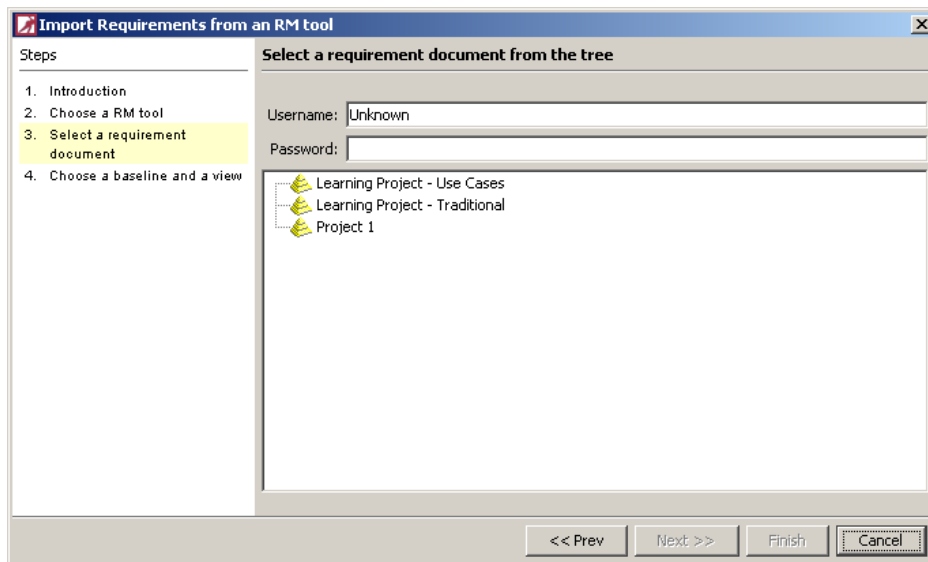 Import Requirements from an RM tool
Steps
1. Introduction
2. Choose a RM tool
3. Select a requirement
document
4. Choose a baseline and a view
Select a requirement document from the tree
Username: Unknown
Password:
Learning Project - Use Cases
Learning Project - Traditional
Project 1
<< Prev
Next >>
Finish
Cancel